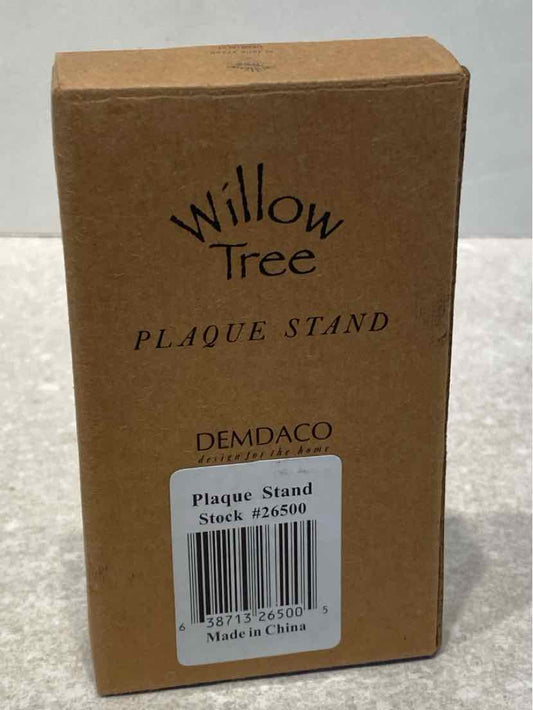 Willow
Tree
PLAQUE STAND
DEMDACO
design for the home
Plaque Stand
Stock #26500
6 38713 26500 5
Made in China